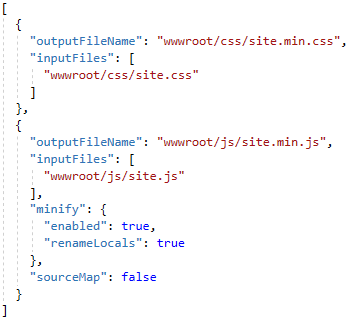 [
  {
    "outputFileName": "wwwroot/css/site.min.css",
    "inputFiles": [
      "wwwroot/css/site.css"
    ]
  },
  {
    "outputFileName": "wwwroot/js/site.min.js",
    "inputFiles": [
      "wwwroot/js/site.js"
    ],
    "minify": {
      "enabled": true,
      "renameLocals": true
    },
    "sourceMap": false
  }
]